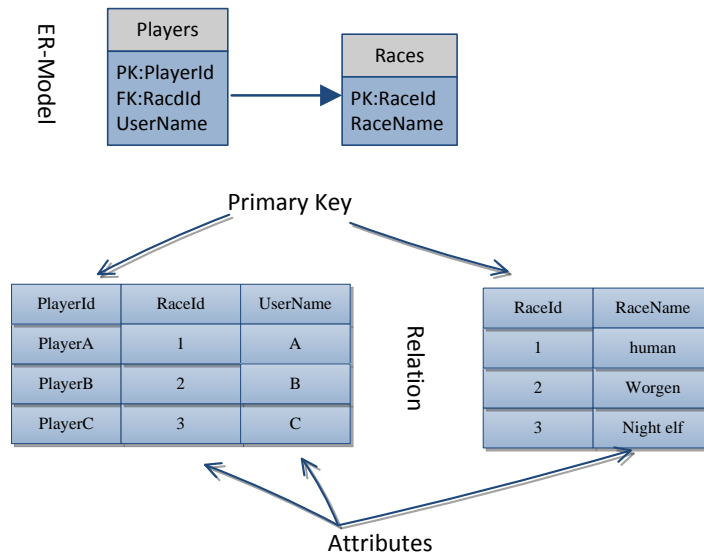 ER-Model
Players
PK:PlayerId
FK:RacdId
UserName
Races
PK:RaceId
RaceName
Primary Key
PlayerId RaceId UserName
PlayerA 1 A
PlayerB 2 B
PlayerC 3 C
Relation
RaceId RaceName
1 human
2 Worgen
3 Night elf
Attributes